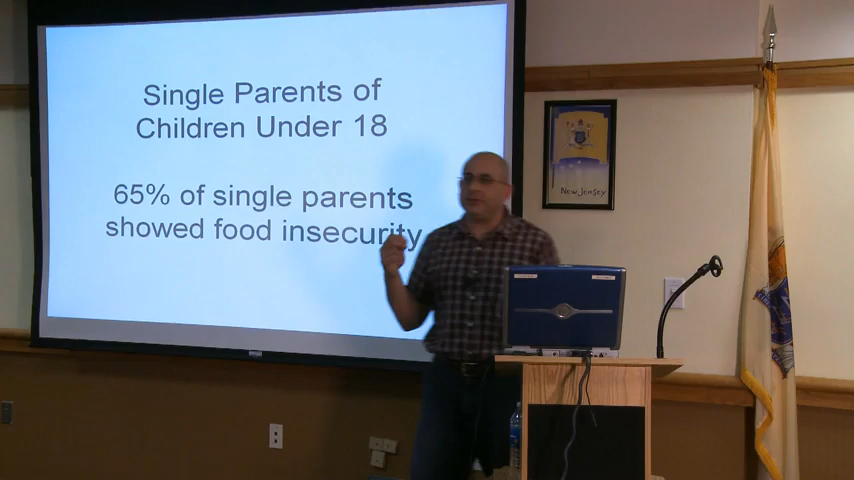 Single Parents of
Children Under 18
65% of single parents
showed food insecurity
New Jersey